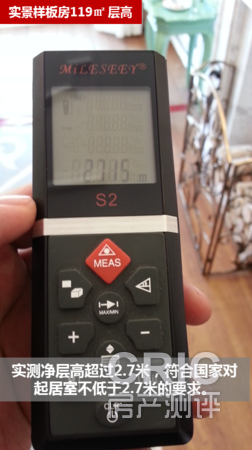 实景样板房119㎡ 层高
MiLESEEY®
2.7115 m
S2
MEAS
MAX/MIN
实测净层高超过2.7米，符合国家对
起居室不低于2.7米的要求。
CRIC
房产测评